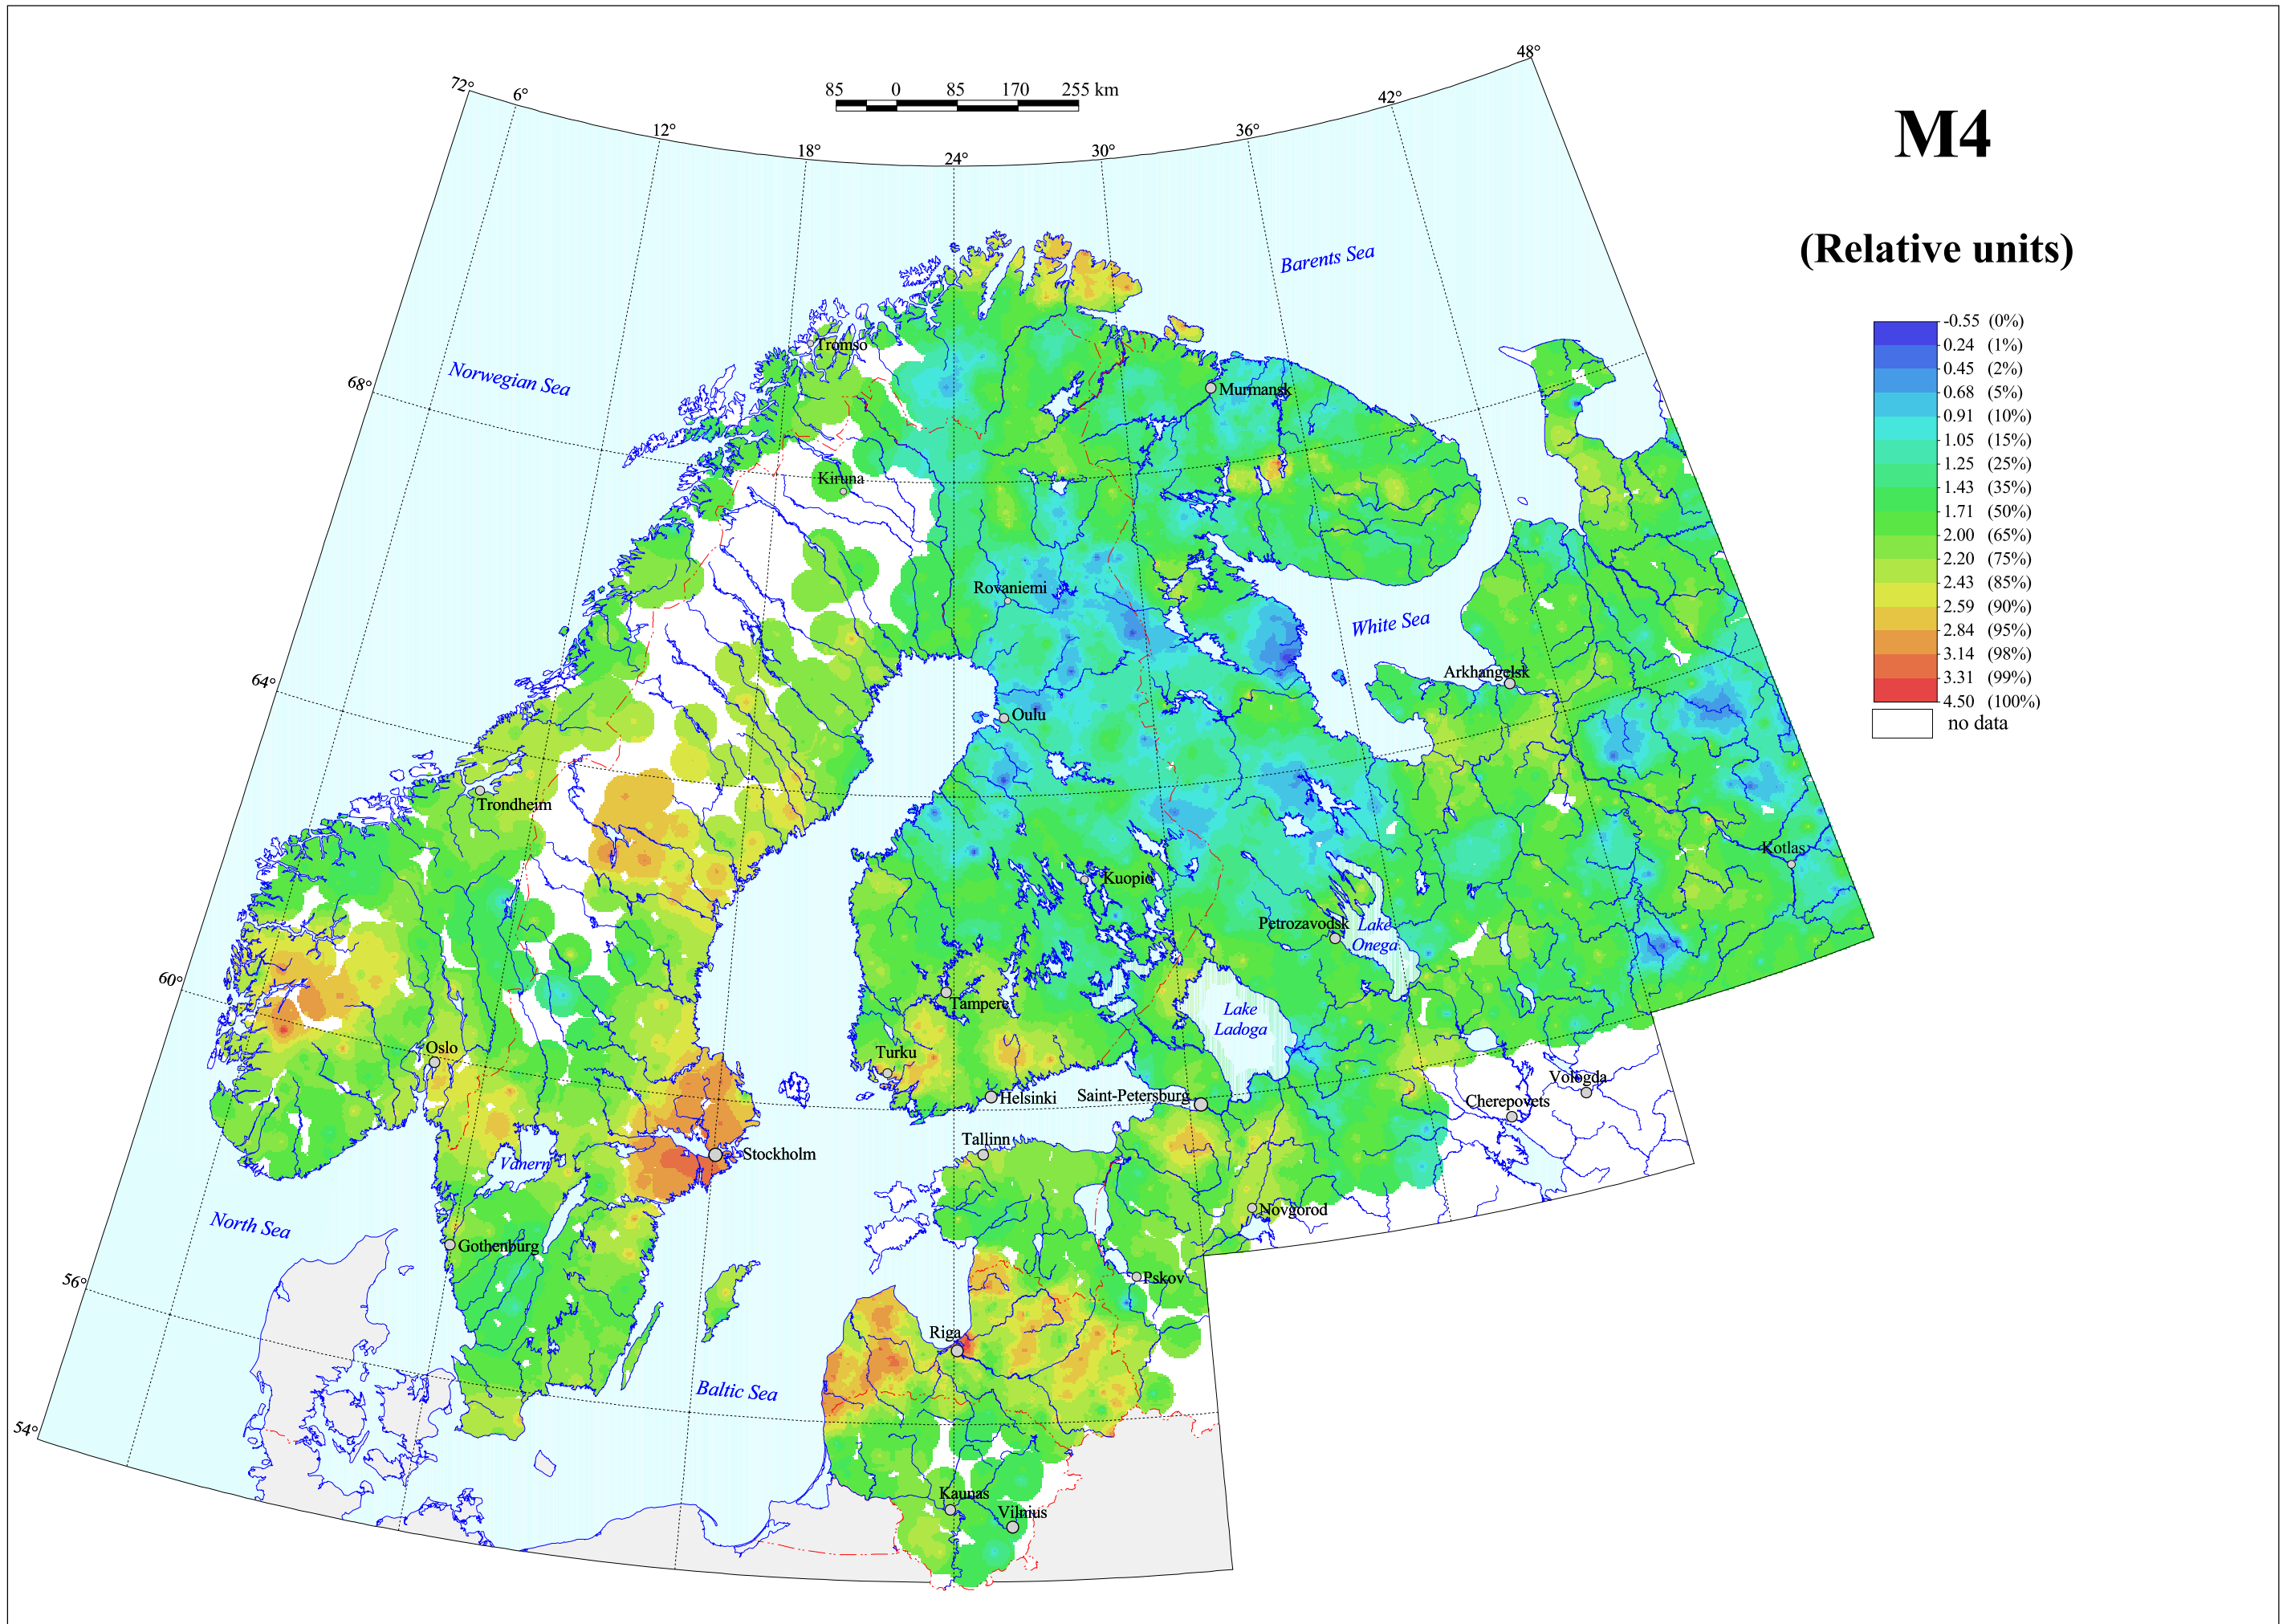 48°
72°
6°
42°
85 0 85 170 255 km
12°
36°
18°
24°
30°
M4
(Relative units)
Barents Sea
-0.55 (0%)
0.24 (1%)
0.45 (2%)
0.68 (5%)
0.91 (10%)
1.05 (15%)
1.25 (25%)
1.43 (35%)
1.71 (50%)
2.00 (65%)
2.20 (75%)
2.43 (85%)
2.59 (90%)
2.84 (95%)
3.14 (98%)
3.31 (99%)
4.50 (100%)
no data
Tromso
Norwegian Sea
68°
Murmansk
Kiruna
Rovaniemi
White Sea
Arkhangelsk
64°
Oulu
Trondheim
Kotlas
Kuopio
Petrozavodsk
Lake
Onega
60°
Tampere
Lake
Ladoga
Oslo
Turku
Vologda
Helsinki
Saint-Petersburg
Cherepovets
Tallinn
Stockholm
Vanern
Novgorod
North Sea
Gothenburg
56°
Pskov
Riga
Baltic Sea
54°
Kaunas
Vilnius